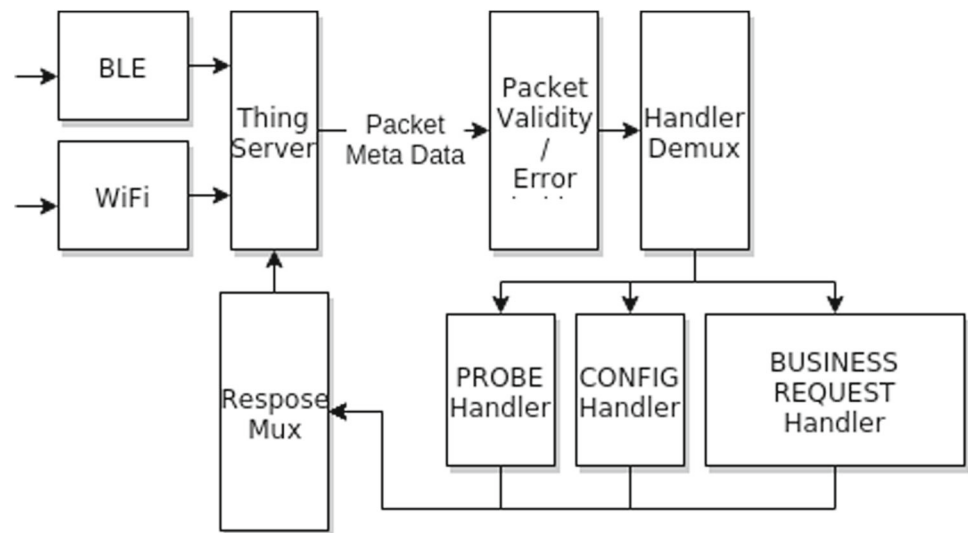 BLE
WiFi
Thing
Server
Packet
Meta Data
Packet
Validity
/
Error
Handler
Demux
Respose
Mux
PROBE
Handler
CONFIG
Handler
BUSINESS
REQUEST
Handler